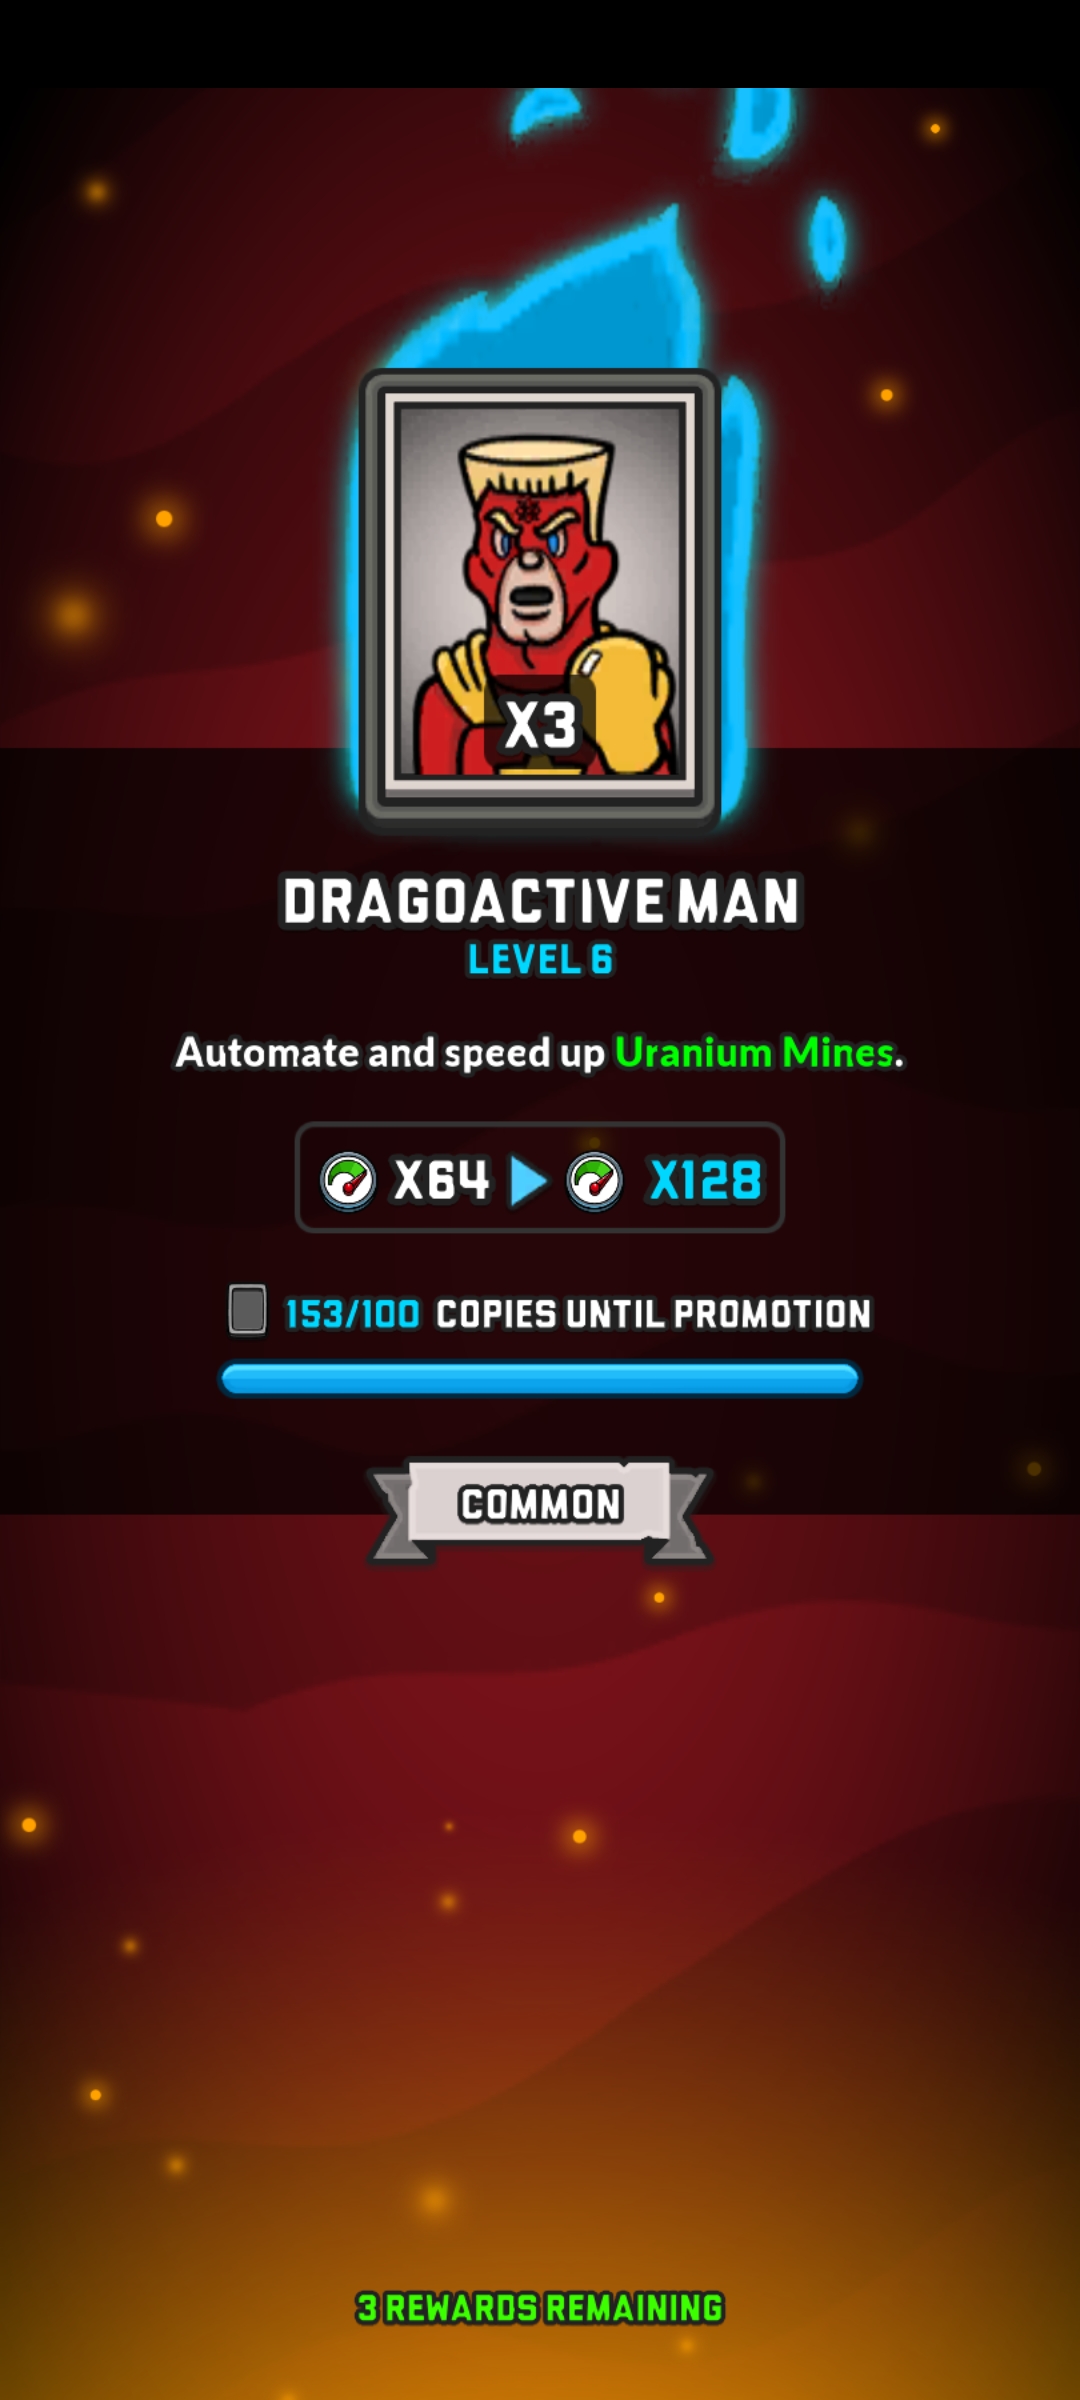 X3
DRAGOACTIVE MAN
LEVEL 6
Automate and speed up Uranium Mines.
X64 X128
153/100 COPIES UNTIL PROMOTION
COMMON
3 REWARDS REMAINING